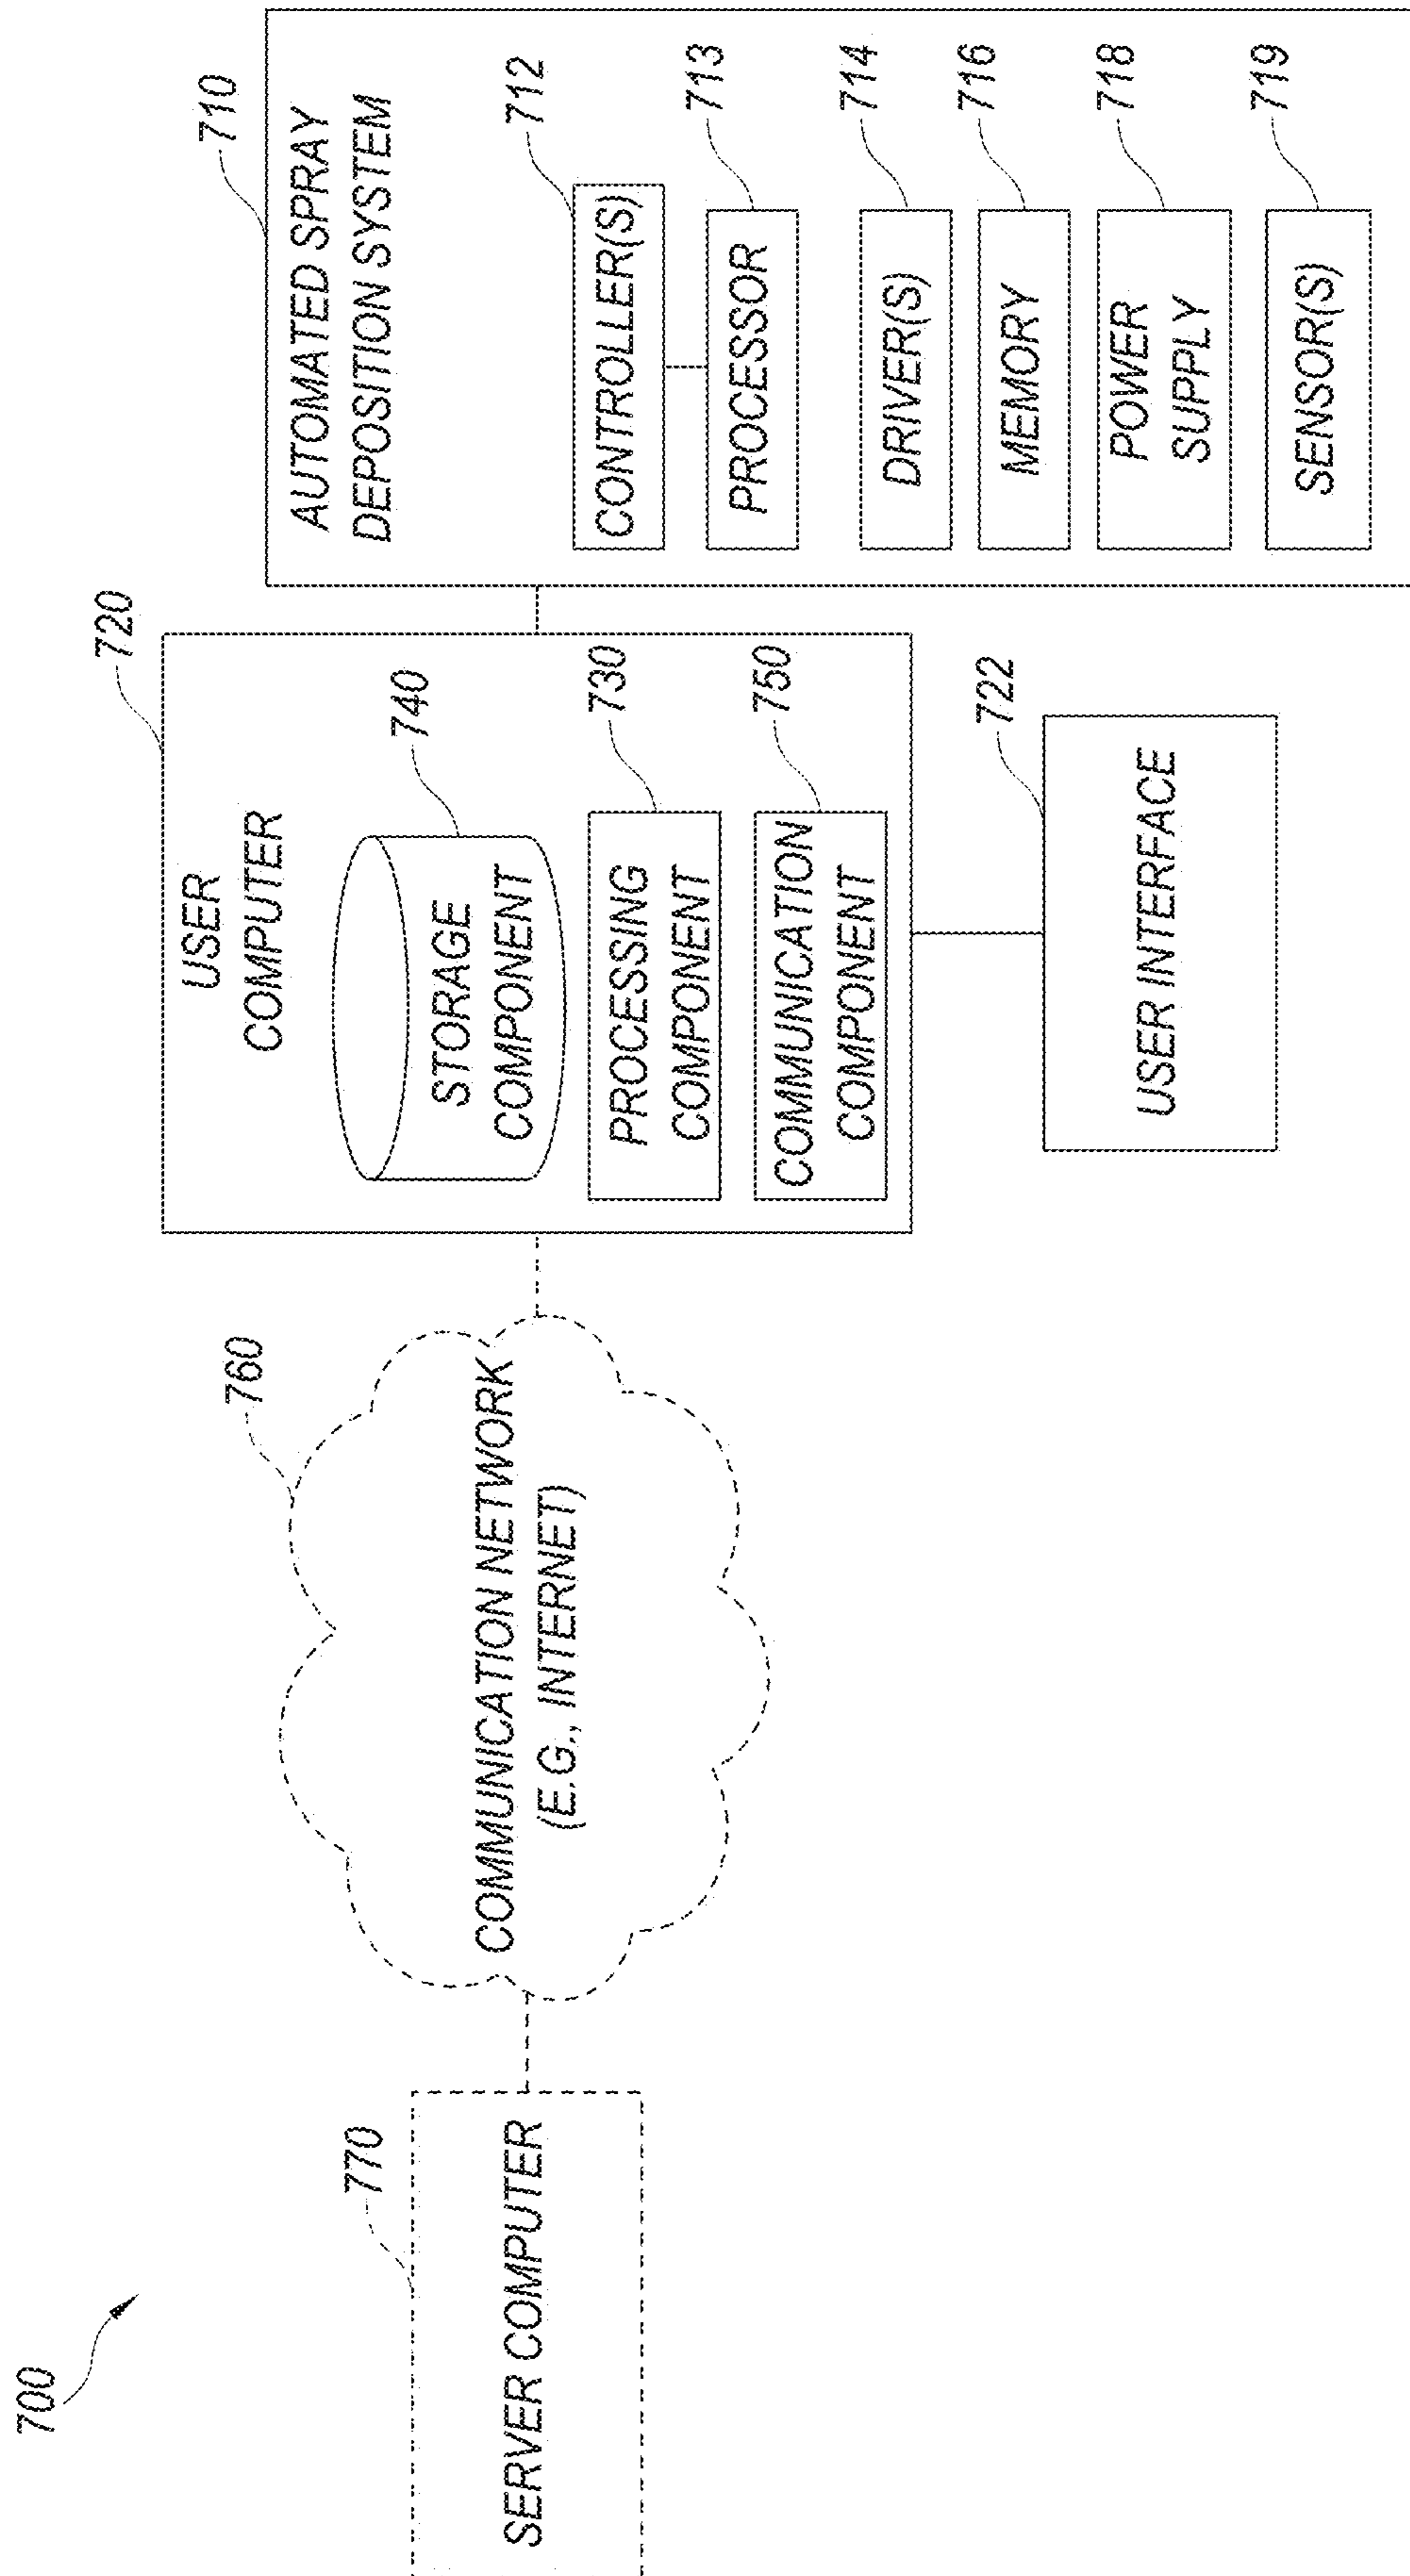 700
770
SERVER COMPUTER
760
COMMUNICATION NETWORK
(E.G., INTERNET)
720
USER
COMPUTER
740
STORAGE
COMPONENT
730
PROCESSING
COMPONENT
750
COMMUNICATION
COMPONENT
722
USER INTERFACE
710
AUTOMATED SPRAY
DEPOSITION SYSTEM
712
CONTROLLER(S)
713
PROCESSOR
714
DRIVER(S)
716
MEMORY
718
POWER
SUPPLY
719
SENSOR(S)